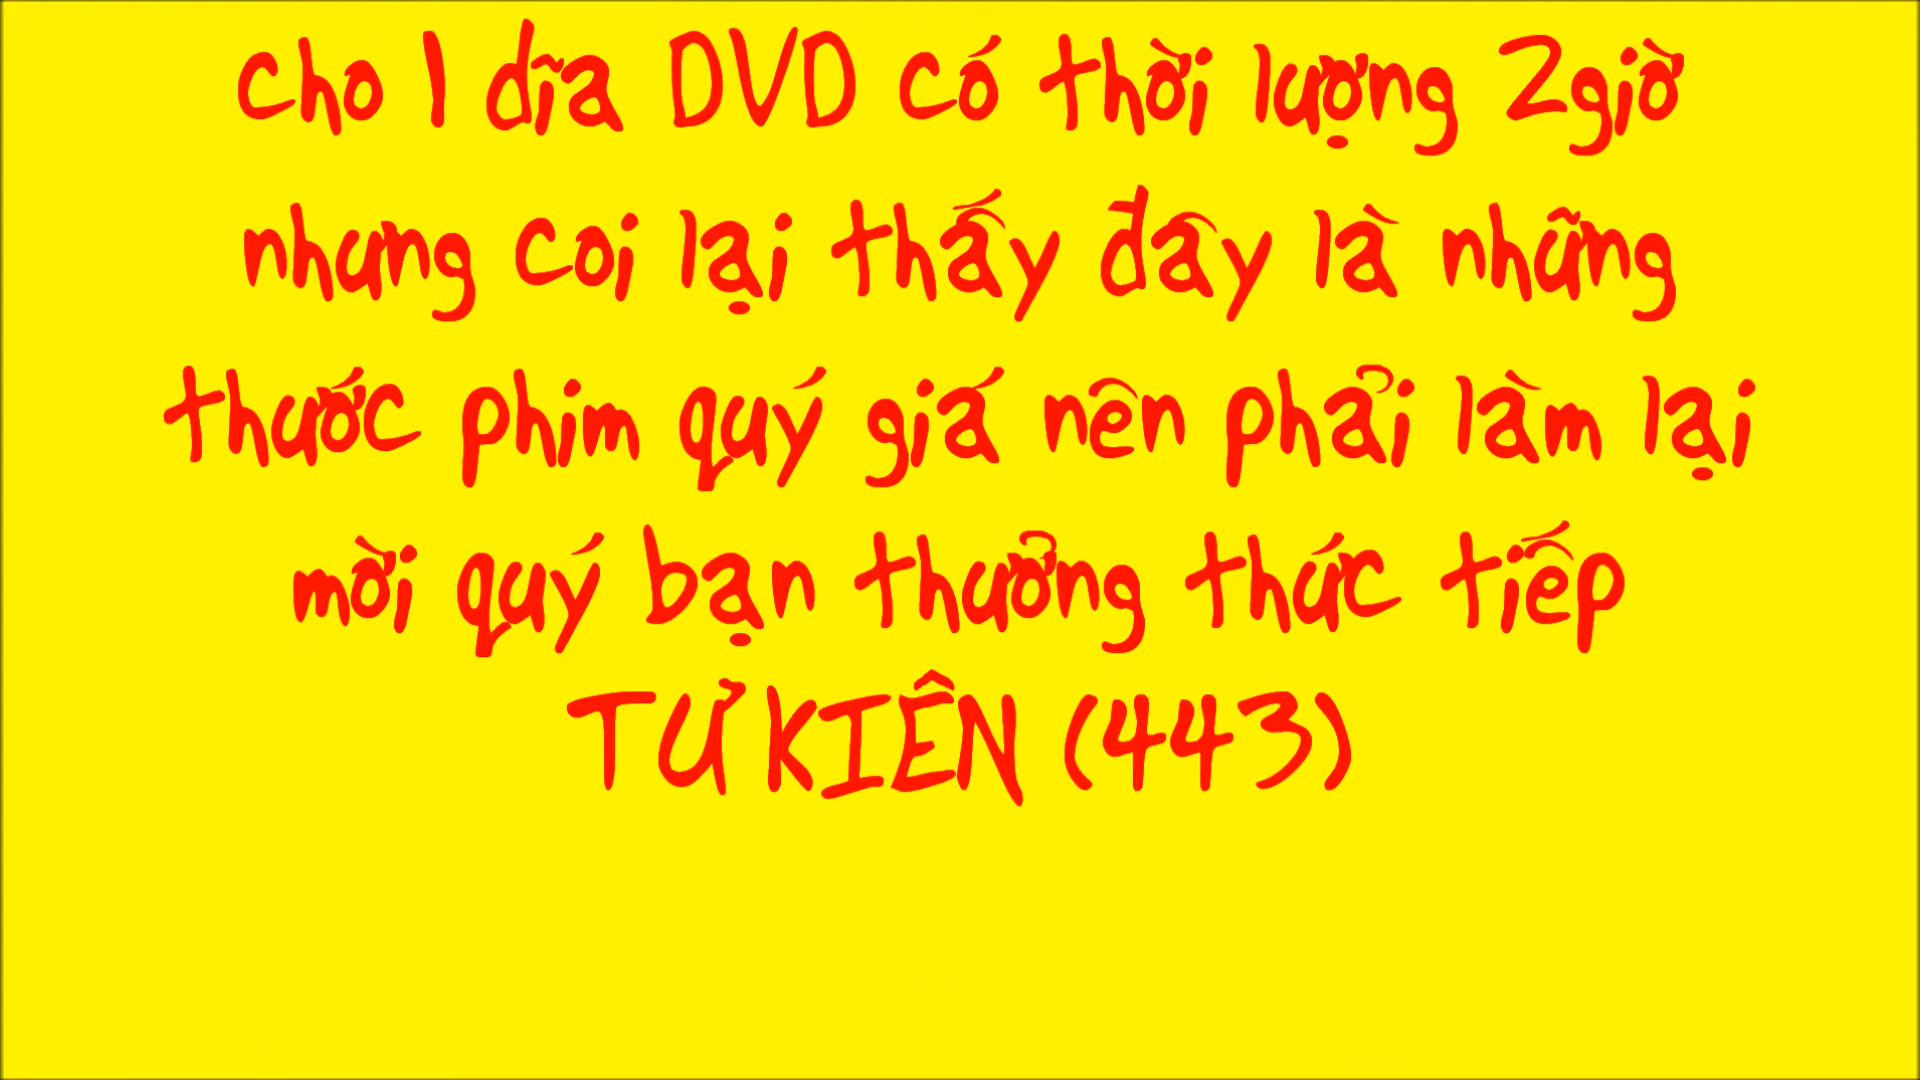 cho 1 dĩa DVD có thời lượng 2giờ
nhưng coi lại thấy đây là những
thước phim quý giá nên phải làm lại
mời quý bạn thưởng thức tiếp
TƯ KIÊN (443)